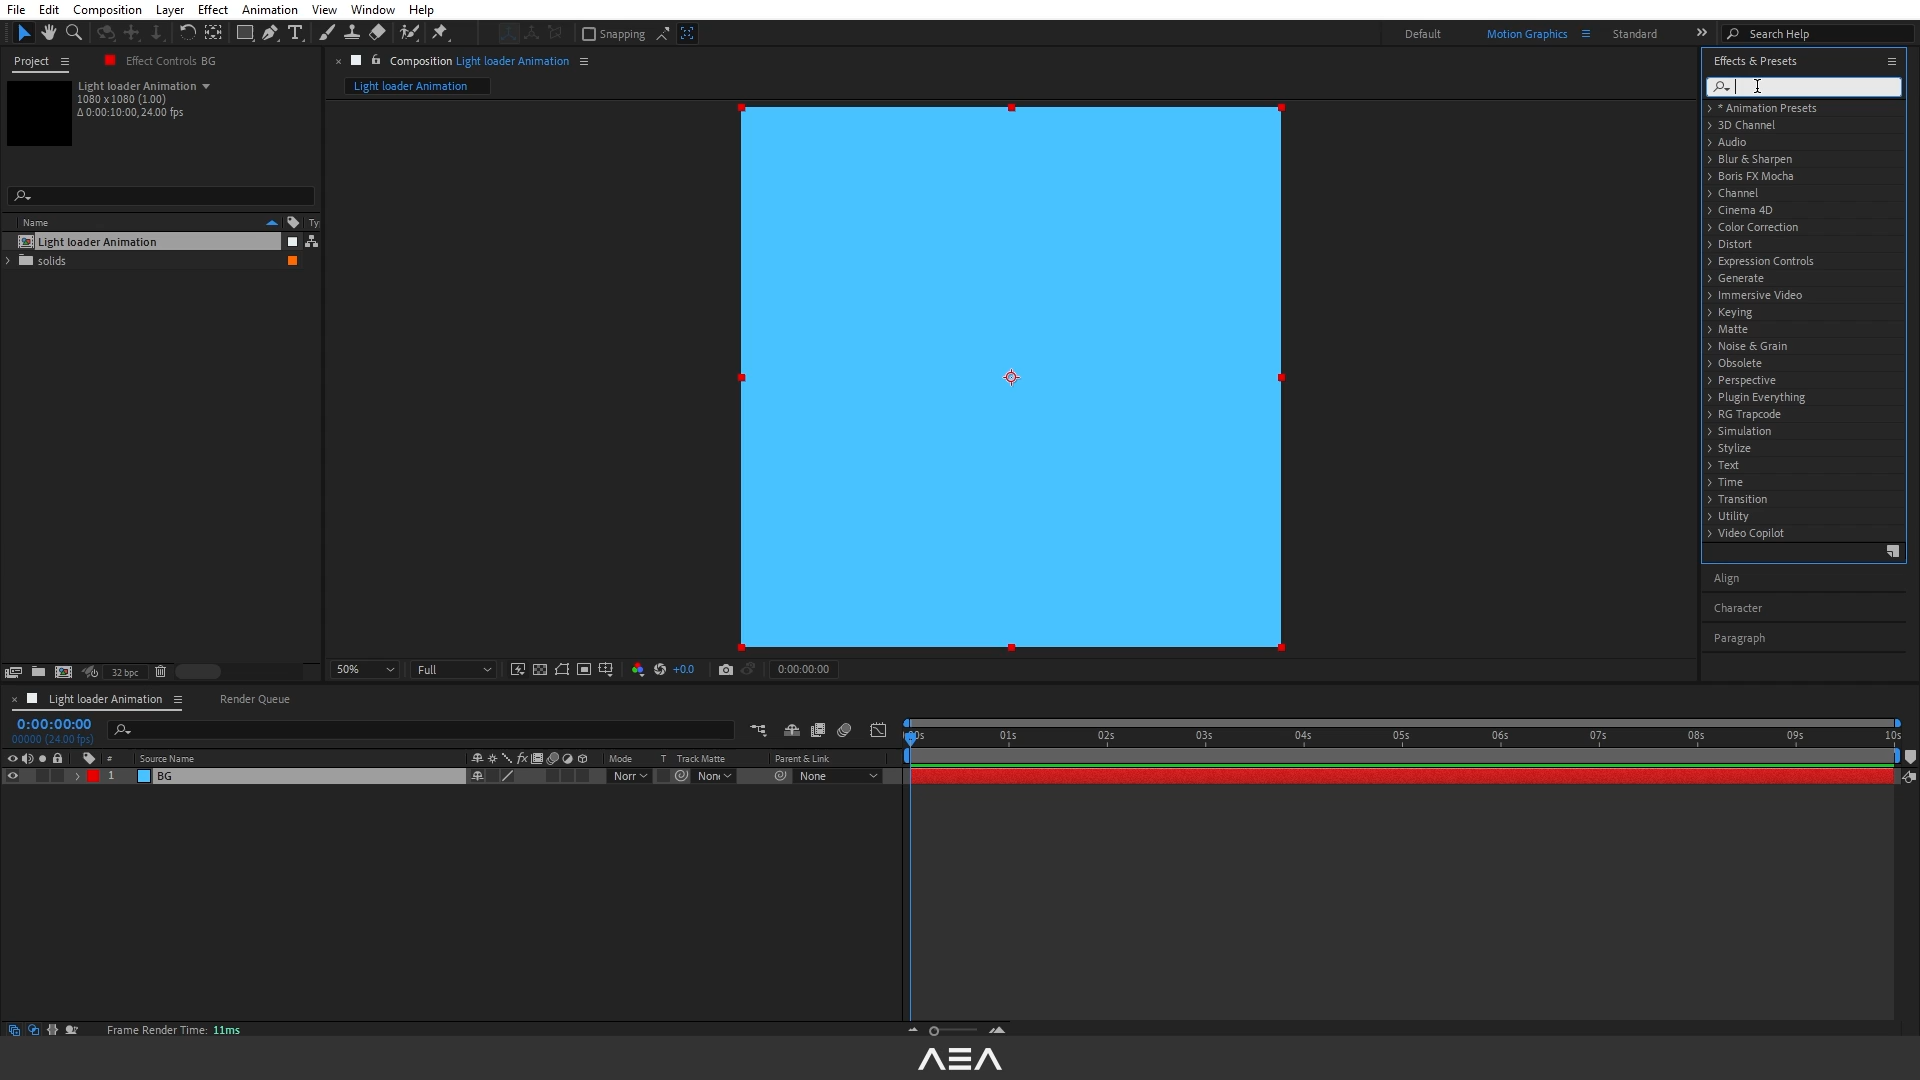 File Edit Composition Layer Effect Animation View Window Help
Snapping
Default Motion Graphics Standard Search Help
Project Effect Controls BG
Light loader Animation
1080 x 1080 (1.00)
Δ 0:00:10:00, 24.00 fps
Name Ty
Light loader Animation
solids
32 bpc
Composition Light loader Animation
Light loader Animation
50% Full +0.0 0:00:00:00
Effects & Presets
* Animation Presets
3D Channel
Audio
Blur & Sharpen
Boris FX Mocha
Channel
Cinema 4D
Color Correction
Distort
Expression Controls
Generate
Immersive Video
Keying
Matte
Noise & Grain
Obsolete
Perspective
Plugin Everything
RG Trapcode
Simulation
Stylize
Text
Time
Transition
Utility
Video Copilot
Align
Character
Paragraph
Light loader Animation Render Queue
0:00:00:00
00000 (24.00 fps)
00s 01s 02s 03s 04s 05s 06s 07s 08s 09s 10s
# Source Name fx Mode T Track Matte Parent & Link
1 BG Norr None None
Frame Render Time: 11ms